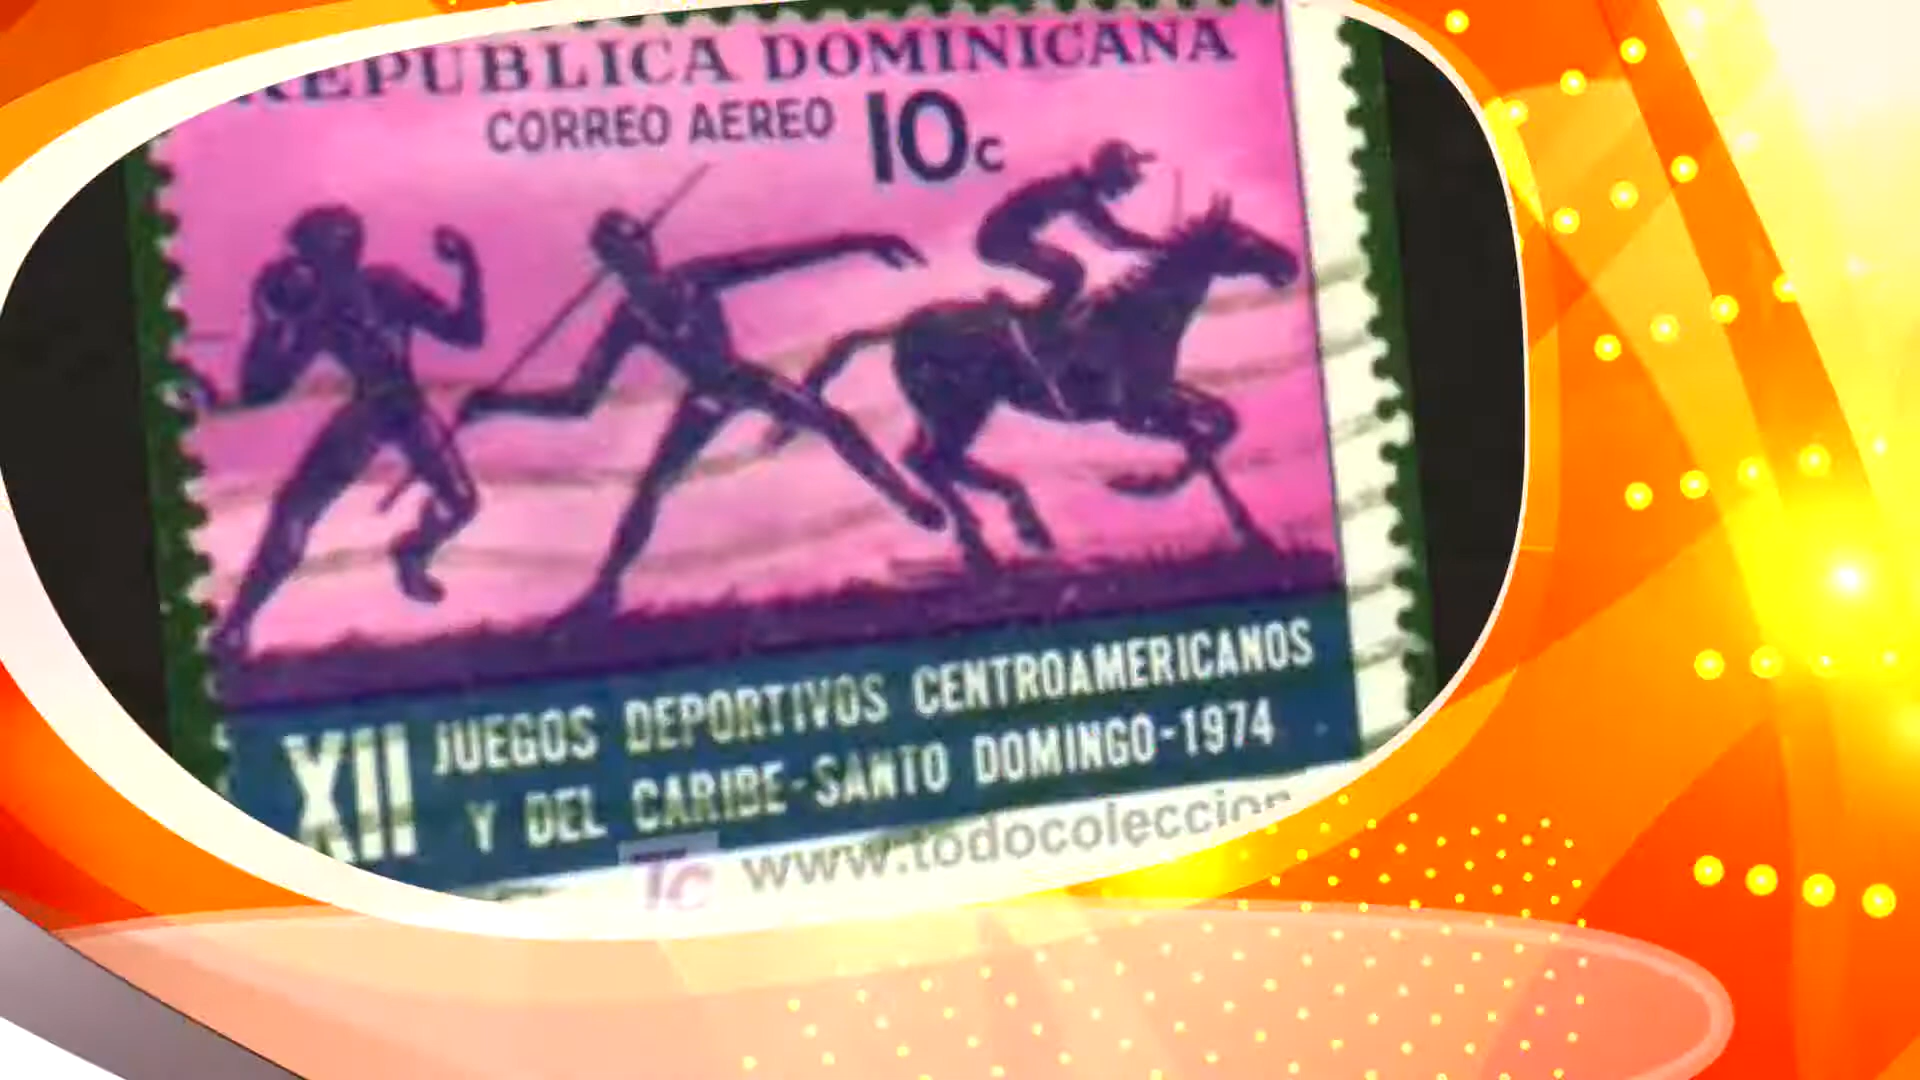 REPUBLICA DOMINICANA
CORREO AEREO 10c
XII JUEGOS DEPORTIVOS CENTROAMERICANOS
Y DEL CARIBE-SANTO DOMINGO-1974
Tc www.todocoleccion